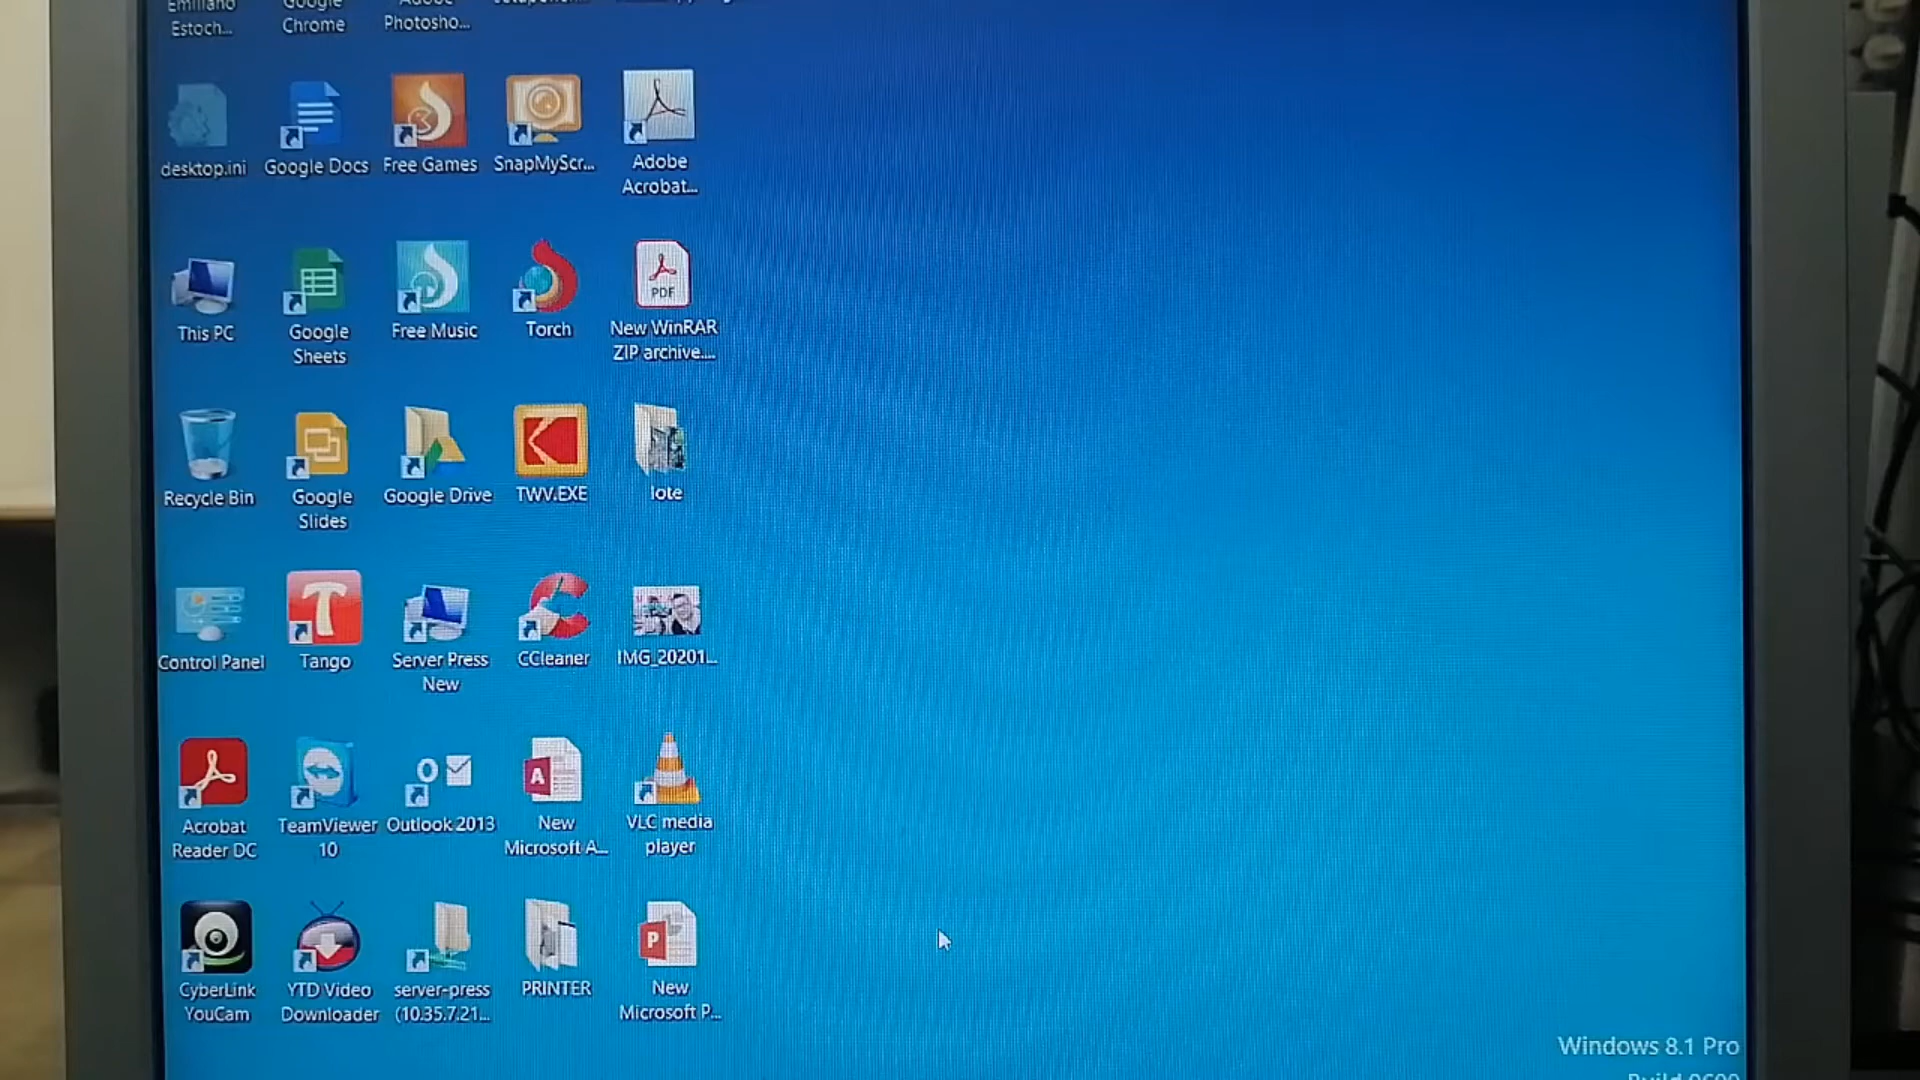 Emiliano
Estoch...
Google
Chrome
Adobe
Photosho...
desktop.ini
Google Docs
Free Games
SnapMyScr...
Adobe
Acrobat...
This PC
Google
Sheets
Free Music
Torch
PDF
New WinRAR
ZIP archive....
Recycle Bin
Google
Slides
Google Drive
TWV.EXE
lote
Control Panel
T
Tango
Server Press
New
CCleaner
IMG_20201...
Acrobat
Reader DC
TeamViewer
10
Outlook 2013
A
New
Microsoft A...
VLC media
player
CyberLink
YouCam
YTD Video
Downloader
server-press
(10.35.7.21...
PRINTER
P
New
Microsoft P...
Windows 8.1 Pro
Build 9600